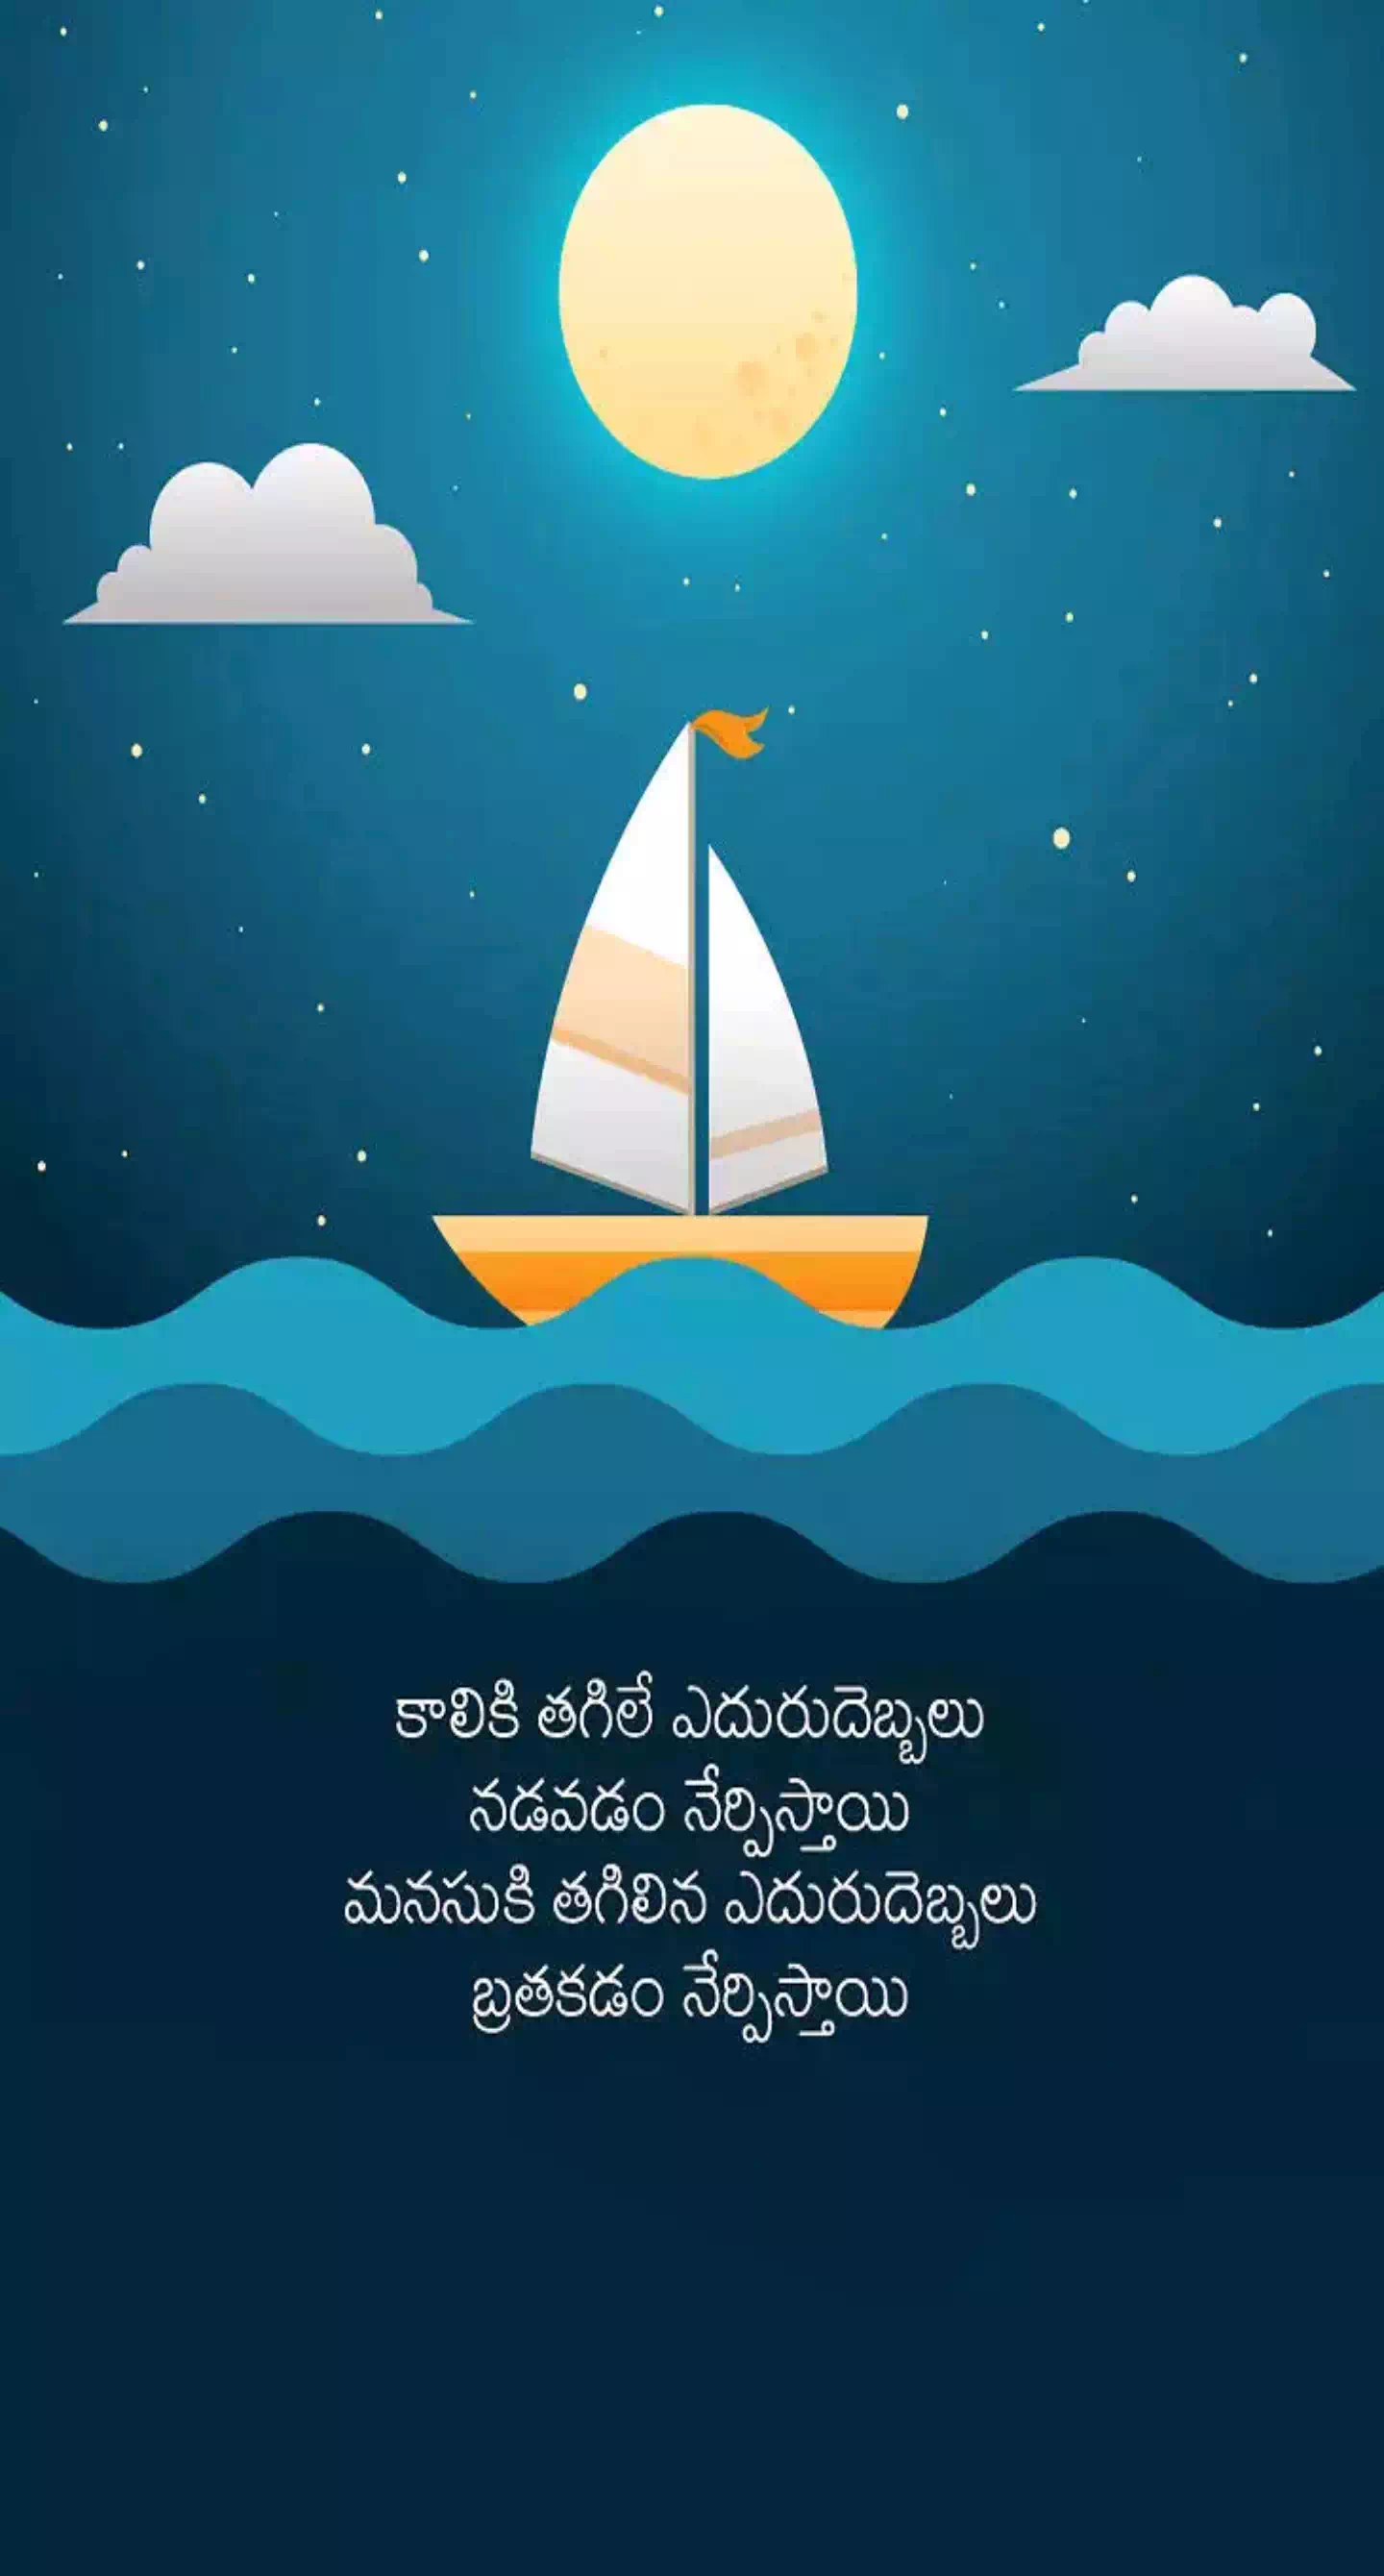 కాలికి తగిలే ఎదురుదెబ్బలు
నడవడం నేర్పిస్తాయి
మనసుకి తగిలిన ఎదురుదెబ్బలు
బ్రతకడం నేర్పిస్తాయి